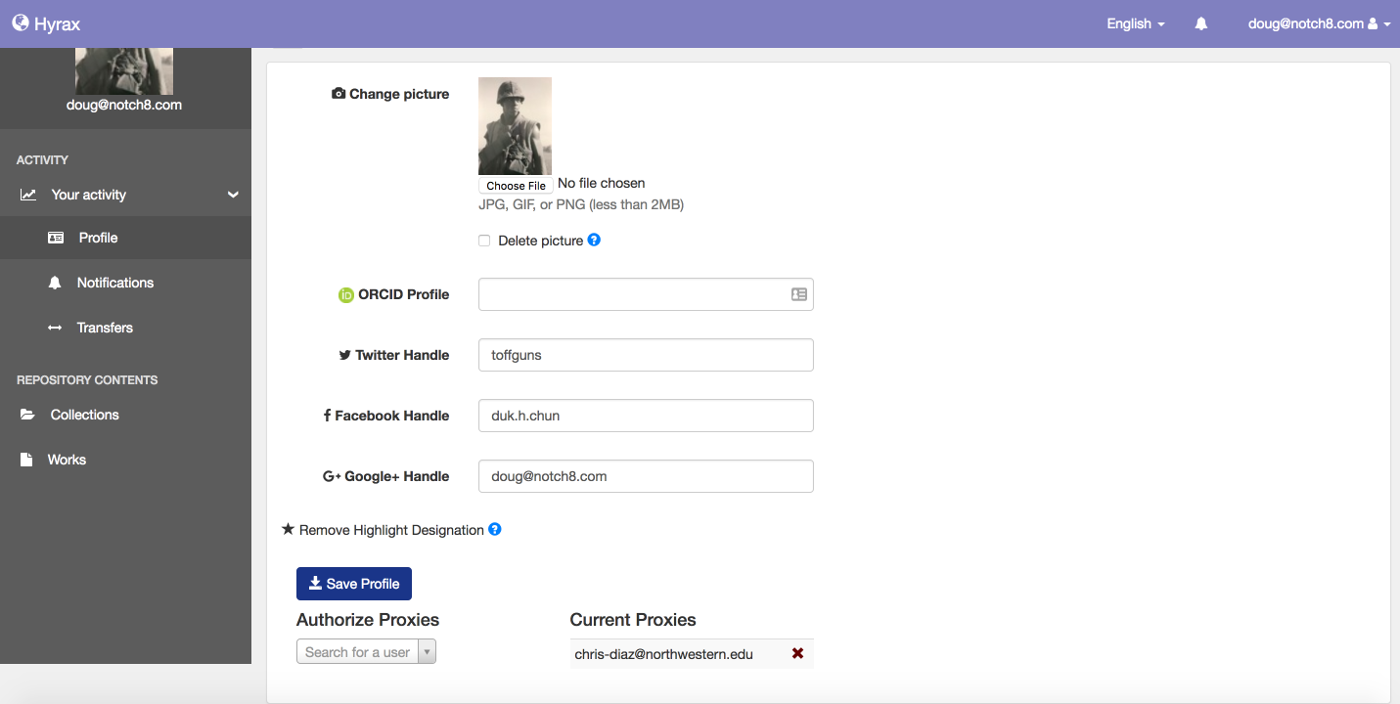 Hyrax
English
doug@notch8.com
doug@notch8.com
ACTIVITY
Your activity
Profile
Notifications
Transfers
REPOSITORY CONTENTS
Collections
Works
Change picture
Choose File No file chosen
JPG, GIF, or PNG (less than 2MB)
Delete picture ?
iD ORCID Profile
Twitter Handle
toffguns
f Facebook Handle
duk.h.chun
G+ Google+ Handle
doug@notch8.com
★ Remove Highlight Designation ?
Save Profile
Authorize Proxies
Search for a user
Current Proxies
chris-diaz@northwestern.edu